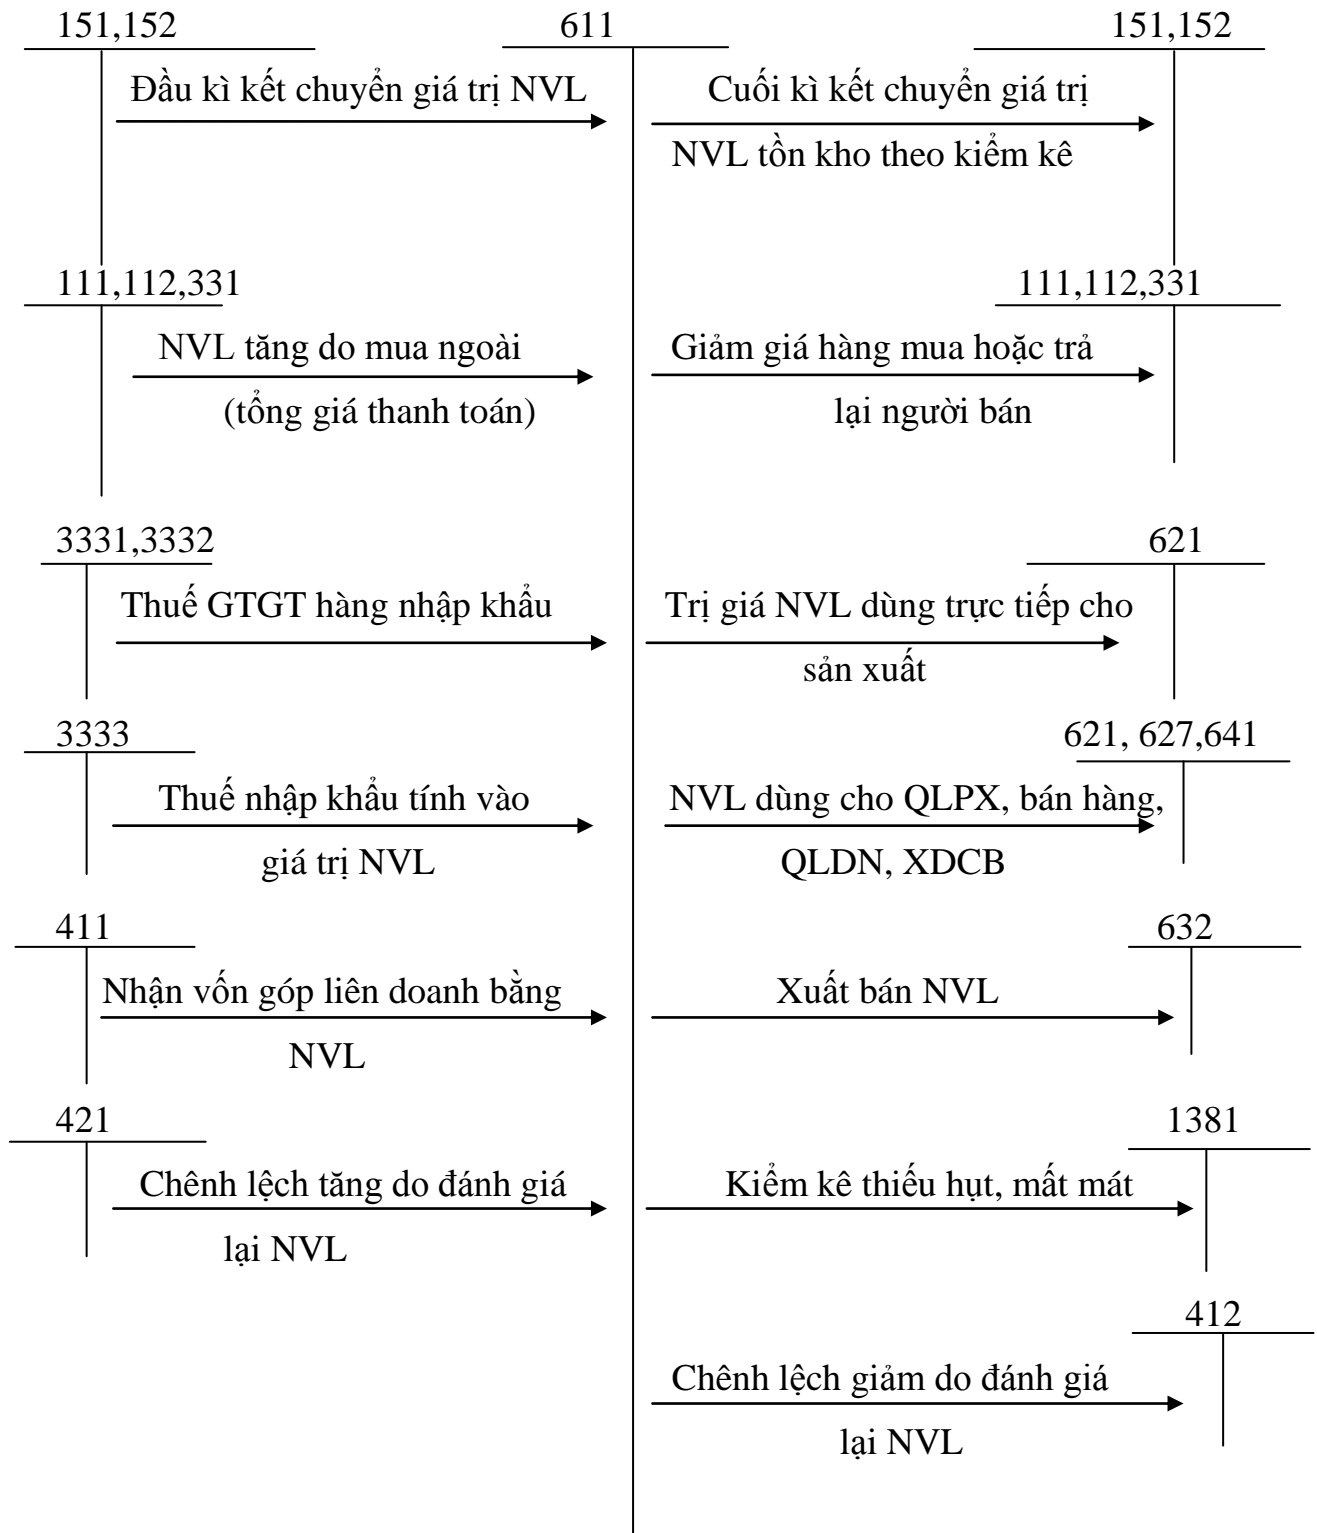 151,152
611
151,152
Đầu kì kết chuyển giá trị NVL
Cuối kì kết chuyển giá trị
NVL tồn kho theo kiểm kê
111,112,331
111,112,331
NVL tăng do mua ngoài
(tổng giá thanh toán)
Giảm giá hàng mua hoặc trả
lại người bán
3331,3332
621
Thuế GTGT hàng nhập khẩu
Trị giá NVL dùng trực tiếp cho
sản xuất
3333
621, 627,641
Thuế nhập khẩu tính vào
giá trị NVL
NVL dùng cho QLPX, bán hàng,
QLDN, XDCB
411
632
Nhận vốn góp liên doanh bằng
NVL
Xuất bán NVL
421
1381
Chênh lệch tăng do đánh giá
lại NVL
Kiểm kê thiếu hụt, mất mát
412
Chênh lệch giảm do đánh giá
lại NVL